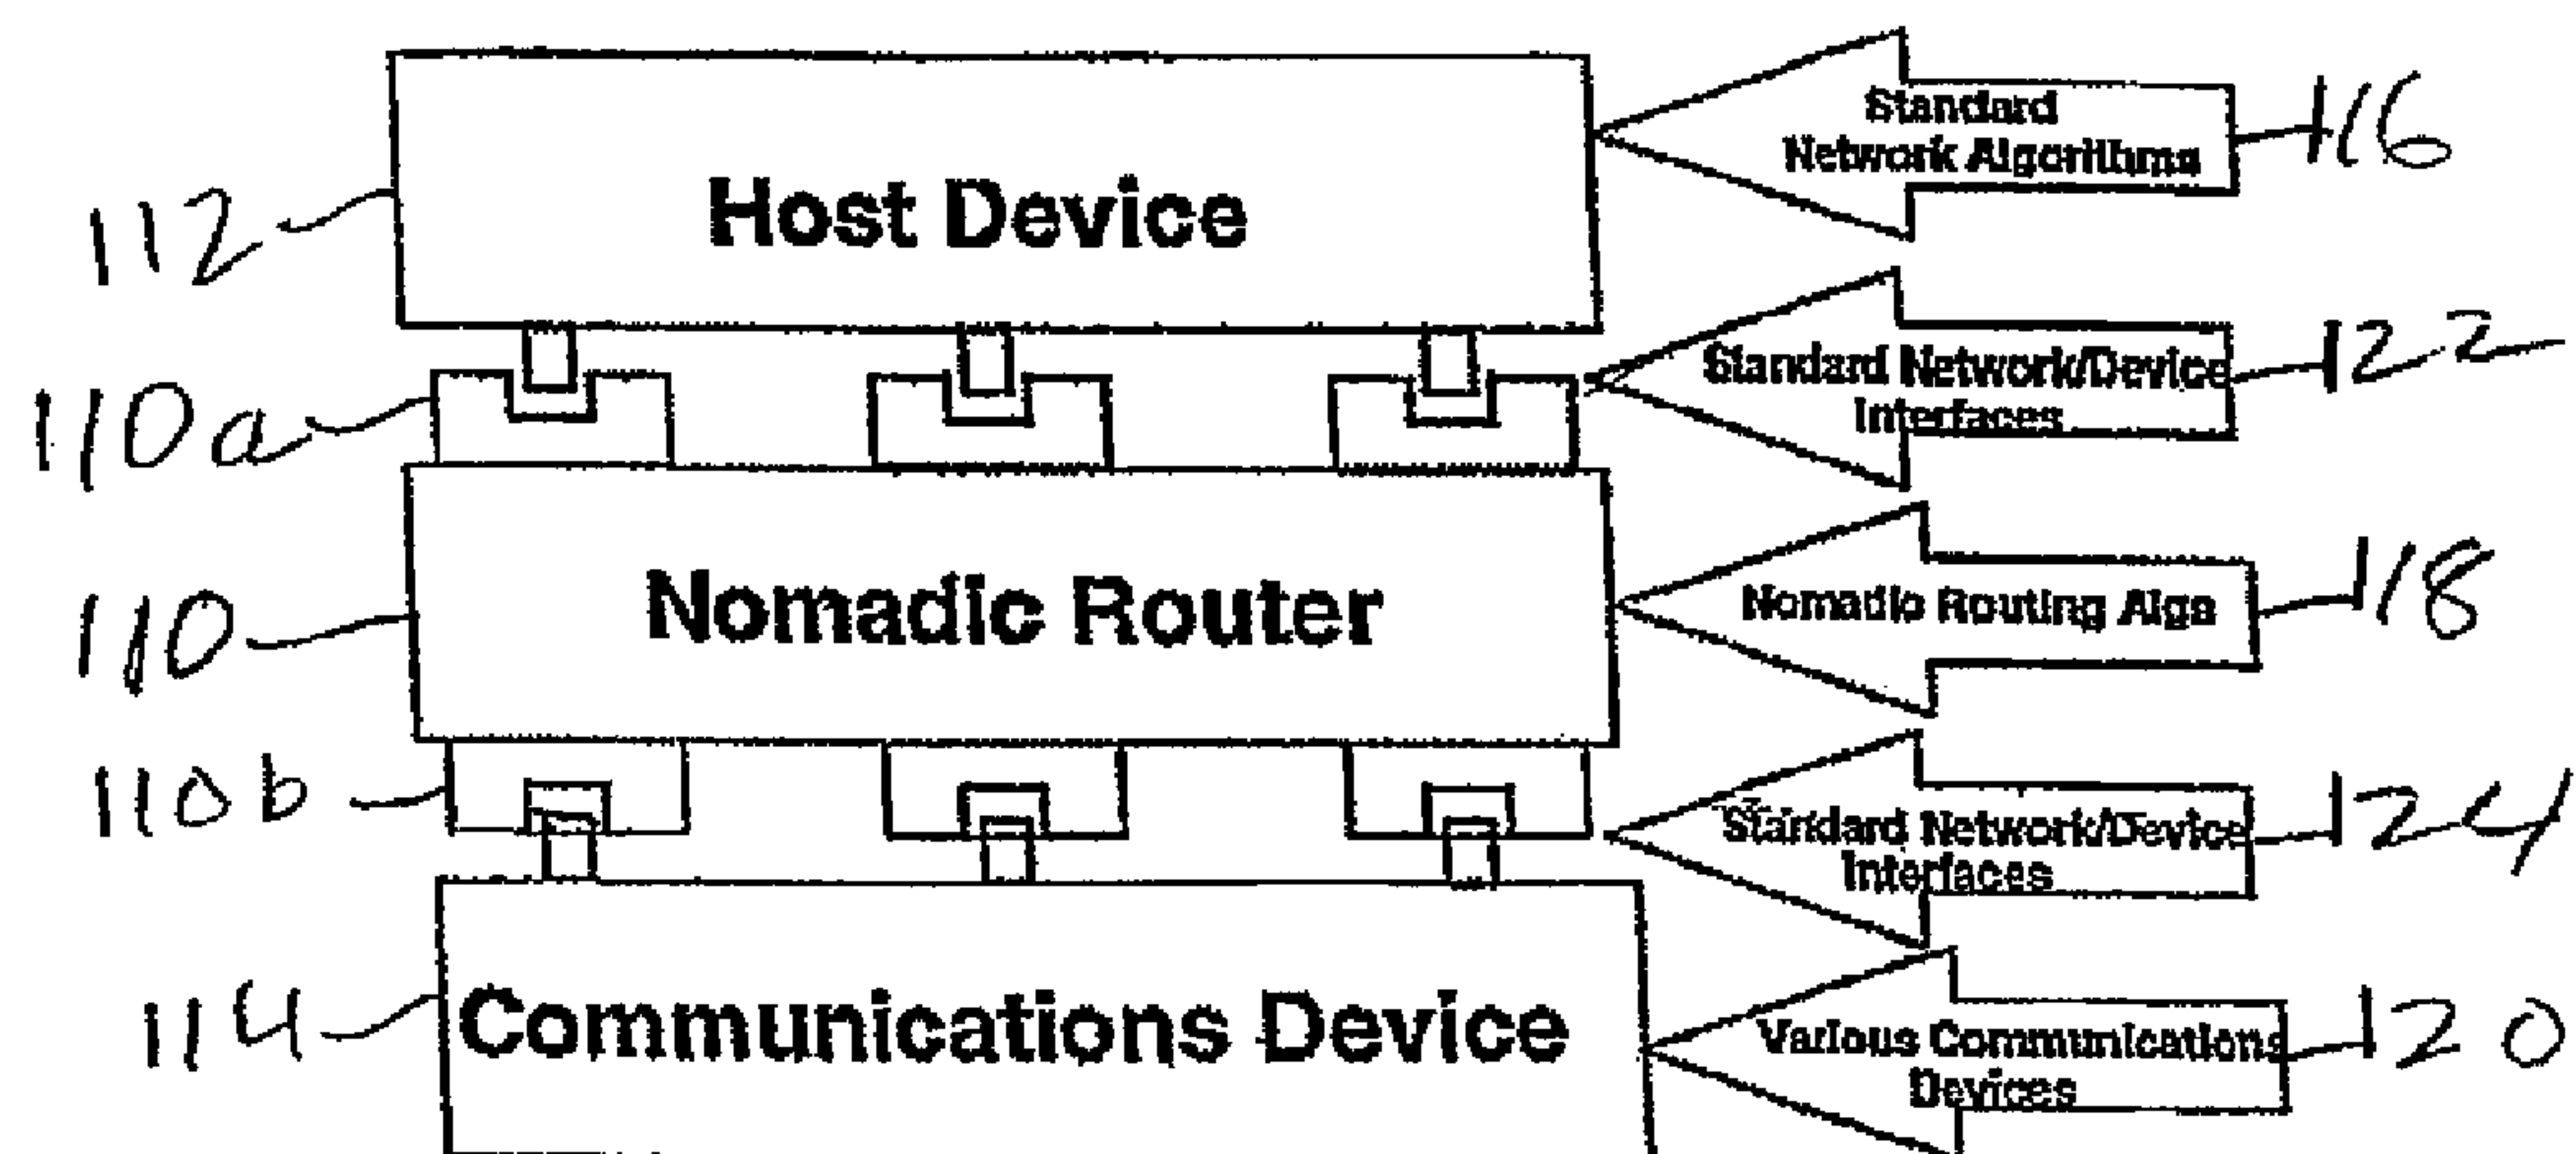 Standard
Network Algorithms
116
Host Device
112
Standard Network/Device
Interfaces
122
110a
Nomadic Router
110
Nomadic Routing Algs
118
110b
Standard Network/Device
Interfaces
124
114
Communications Device
Various Communications
Devices
120